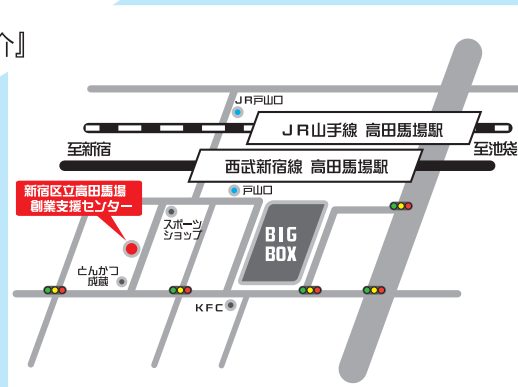 介』
JR戸山口
JR山手線 高田馬場駅
至新宿
至池袋
西武新宿線 高田馬場駅
戸山口
新宿区立高田馬場
創業支援センター
スポーツ
ショップ
BIG
BOX
とんかつ
成蔵
KFC